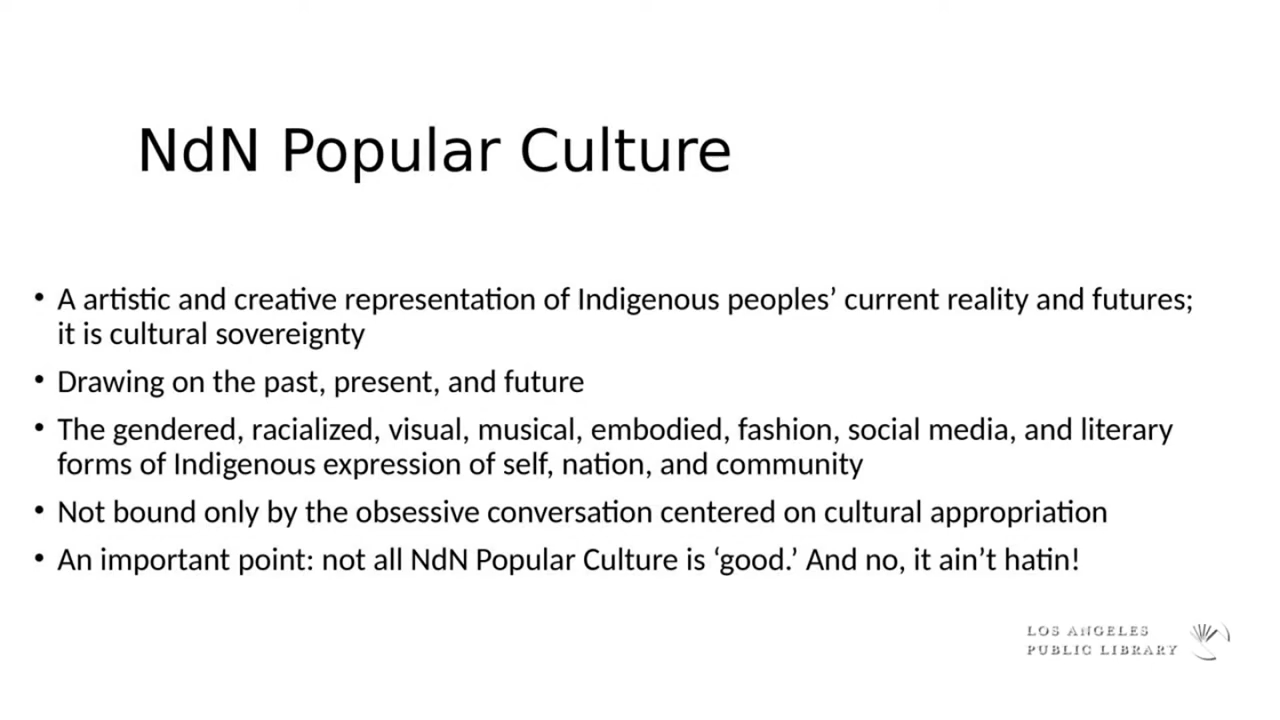 NdN Popular Culture
• A artistic and creative representation of Indigenous peoples’ current reality and futures;
it is cultural sovereignty
• Drawing on the past, present, and future
• The gendered, racialized, visual, musical, embodied, fashion, social media, and literary
forms of Indigenous expression of self, nation, and community
• Not bound only by the obsessive conversation centered on cultural appropriation
• An important point: not all NdN Popular Culture is ‘good.’ And no, it ain’t hatin!
LOS ANGELES
PUBLIC LIBRARY